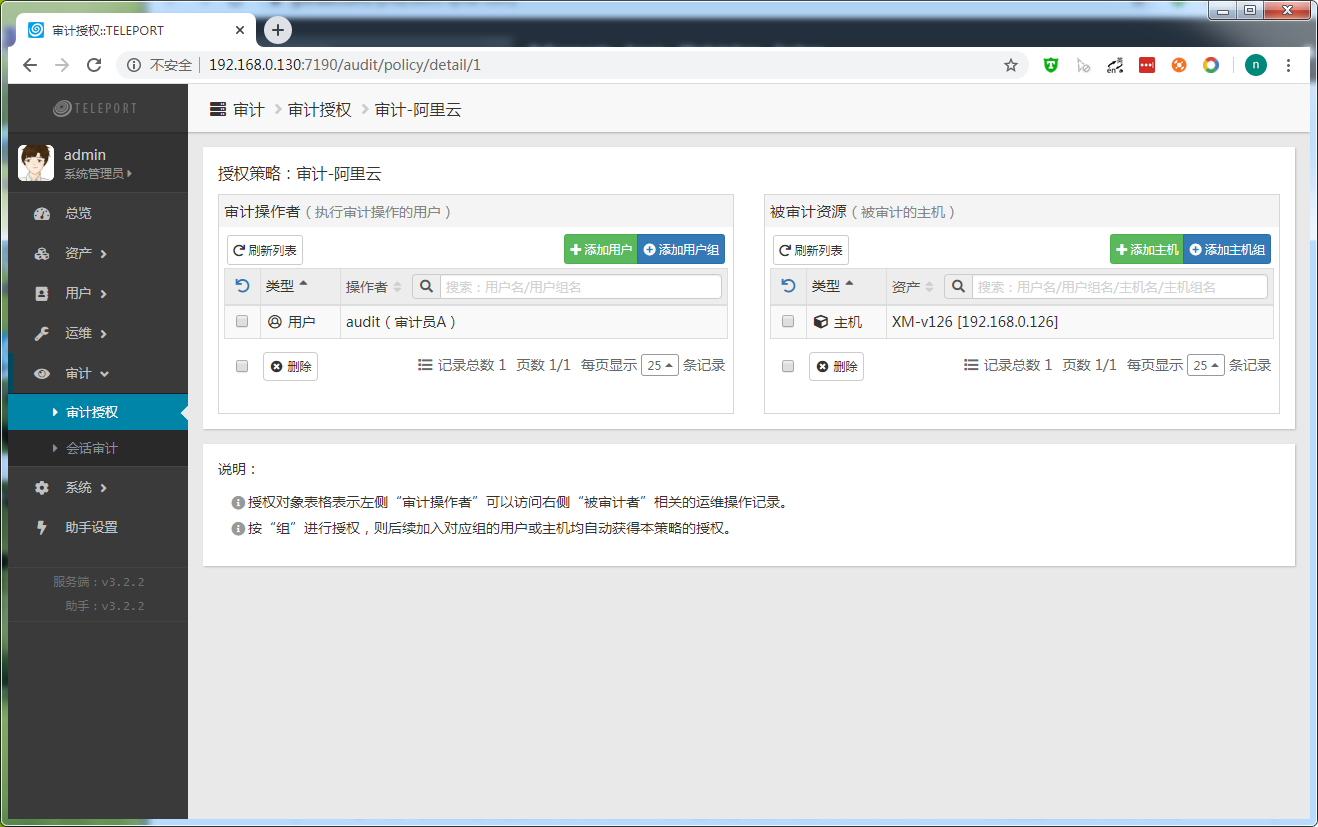 审计授权::TELEPORT
不安全 192.168.0.130:7190/audit/policy/detail/1
en 英
n
TELEPORT
审计 审计授权 审计-阿里云
admin
系统管理员
总览
资产
用户
运维
审计
审计授权
会话审计
系统
助手设置
服务端：v3.2.2
助手：v3.2.2
授权策略：审计-阿里云
审计操作者（执行审计操作的用户）
刷新列表 添加用户 添加用户组
类型 操作者 搜索：用户名/用户组名
用户 audit（审计员A）
删除 记录总数 1 页数 1/1 每页显示 25 条记录
被审计资源（被审计的主机）
刷新列表 添加主机 添加主机组
类型 资产 搜索：用户名/用户组名/主机名/主机组名
主机 XM-v126 [192.168.0.126]
删除 记录总数 1 页数 1/1 每页显示 25 条记录
说明：
授权对象表格表示左侧“审计操作者”可以访问右侧“被审计者”相关的运维操作记录。
按“组”进行授权，则后续加入对应组的用户或主机均自动获得本策略的授权。